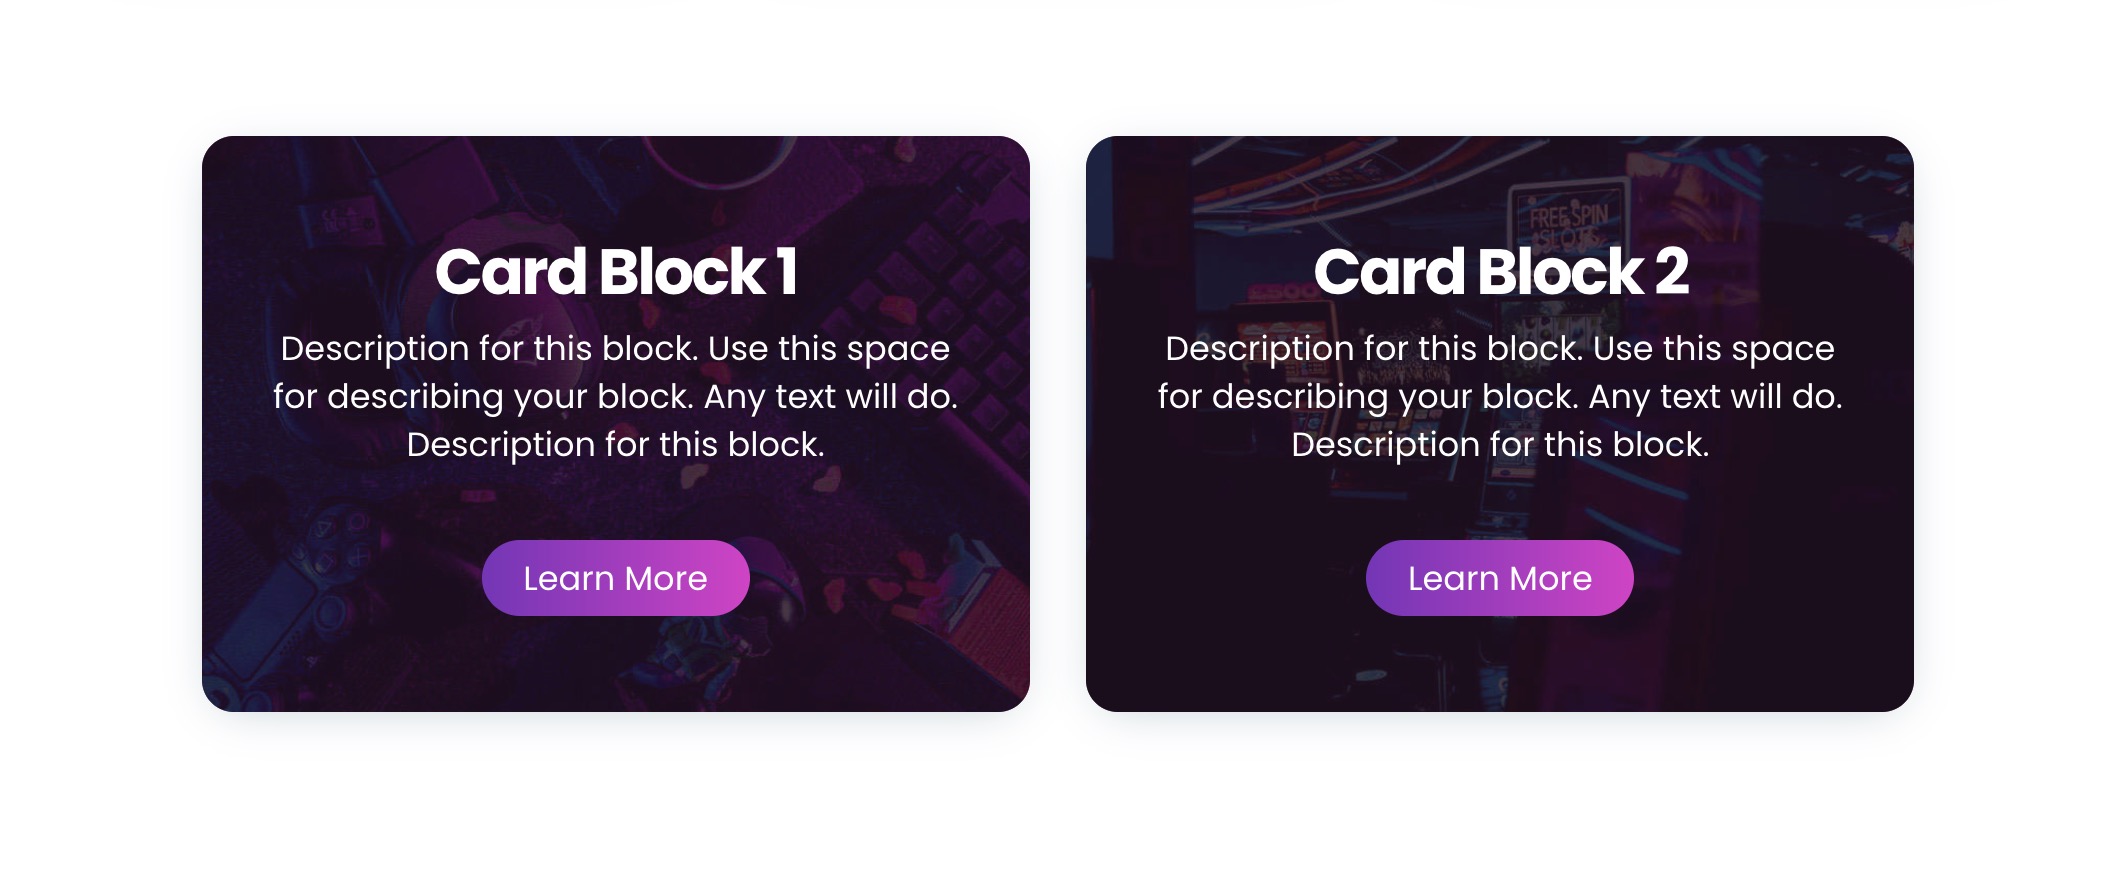 Card Block 1
Description for this block. Use this space
for describing your block. Any text will do.
Description for this block.
Learn More
FREE SPIN
SLOTS
£500
Card Block 2
Description for this block. Use this space
for describing your block. Any text will do.
Description for this block.
Learn More